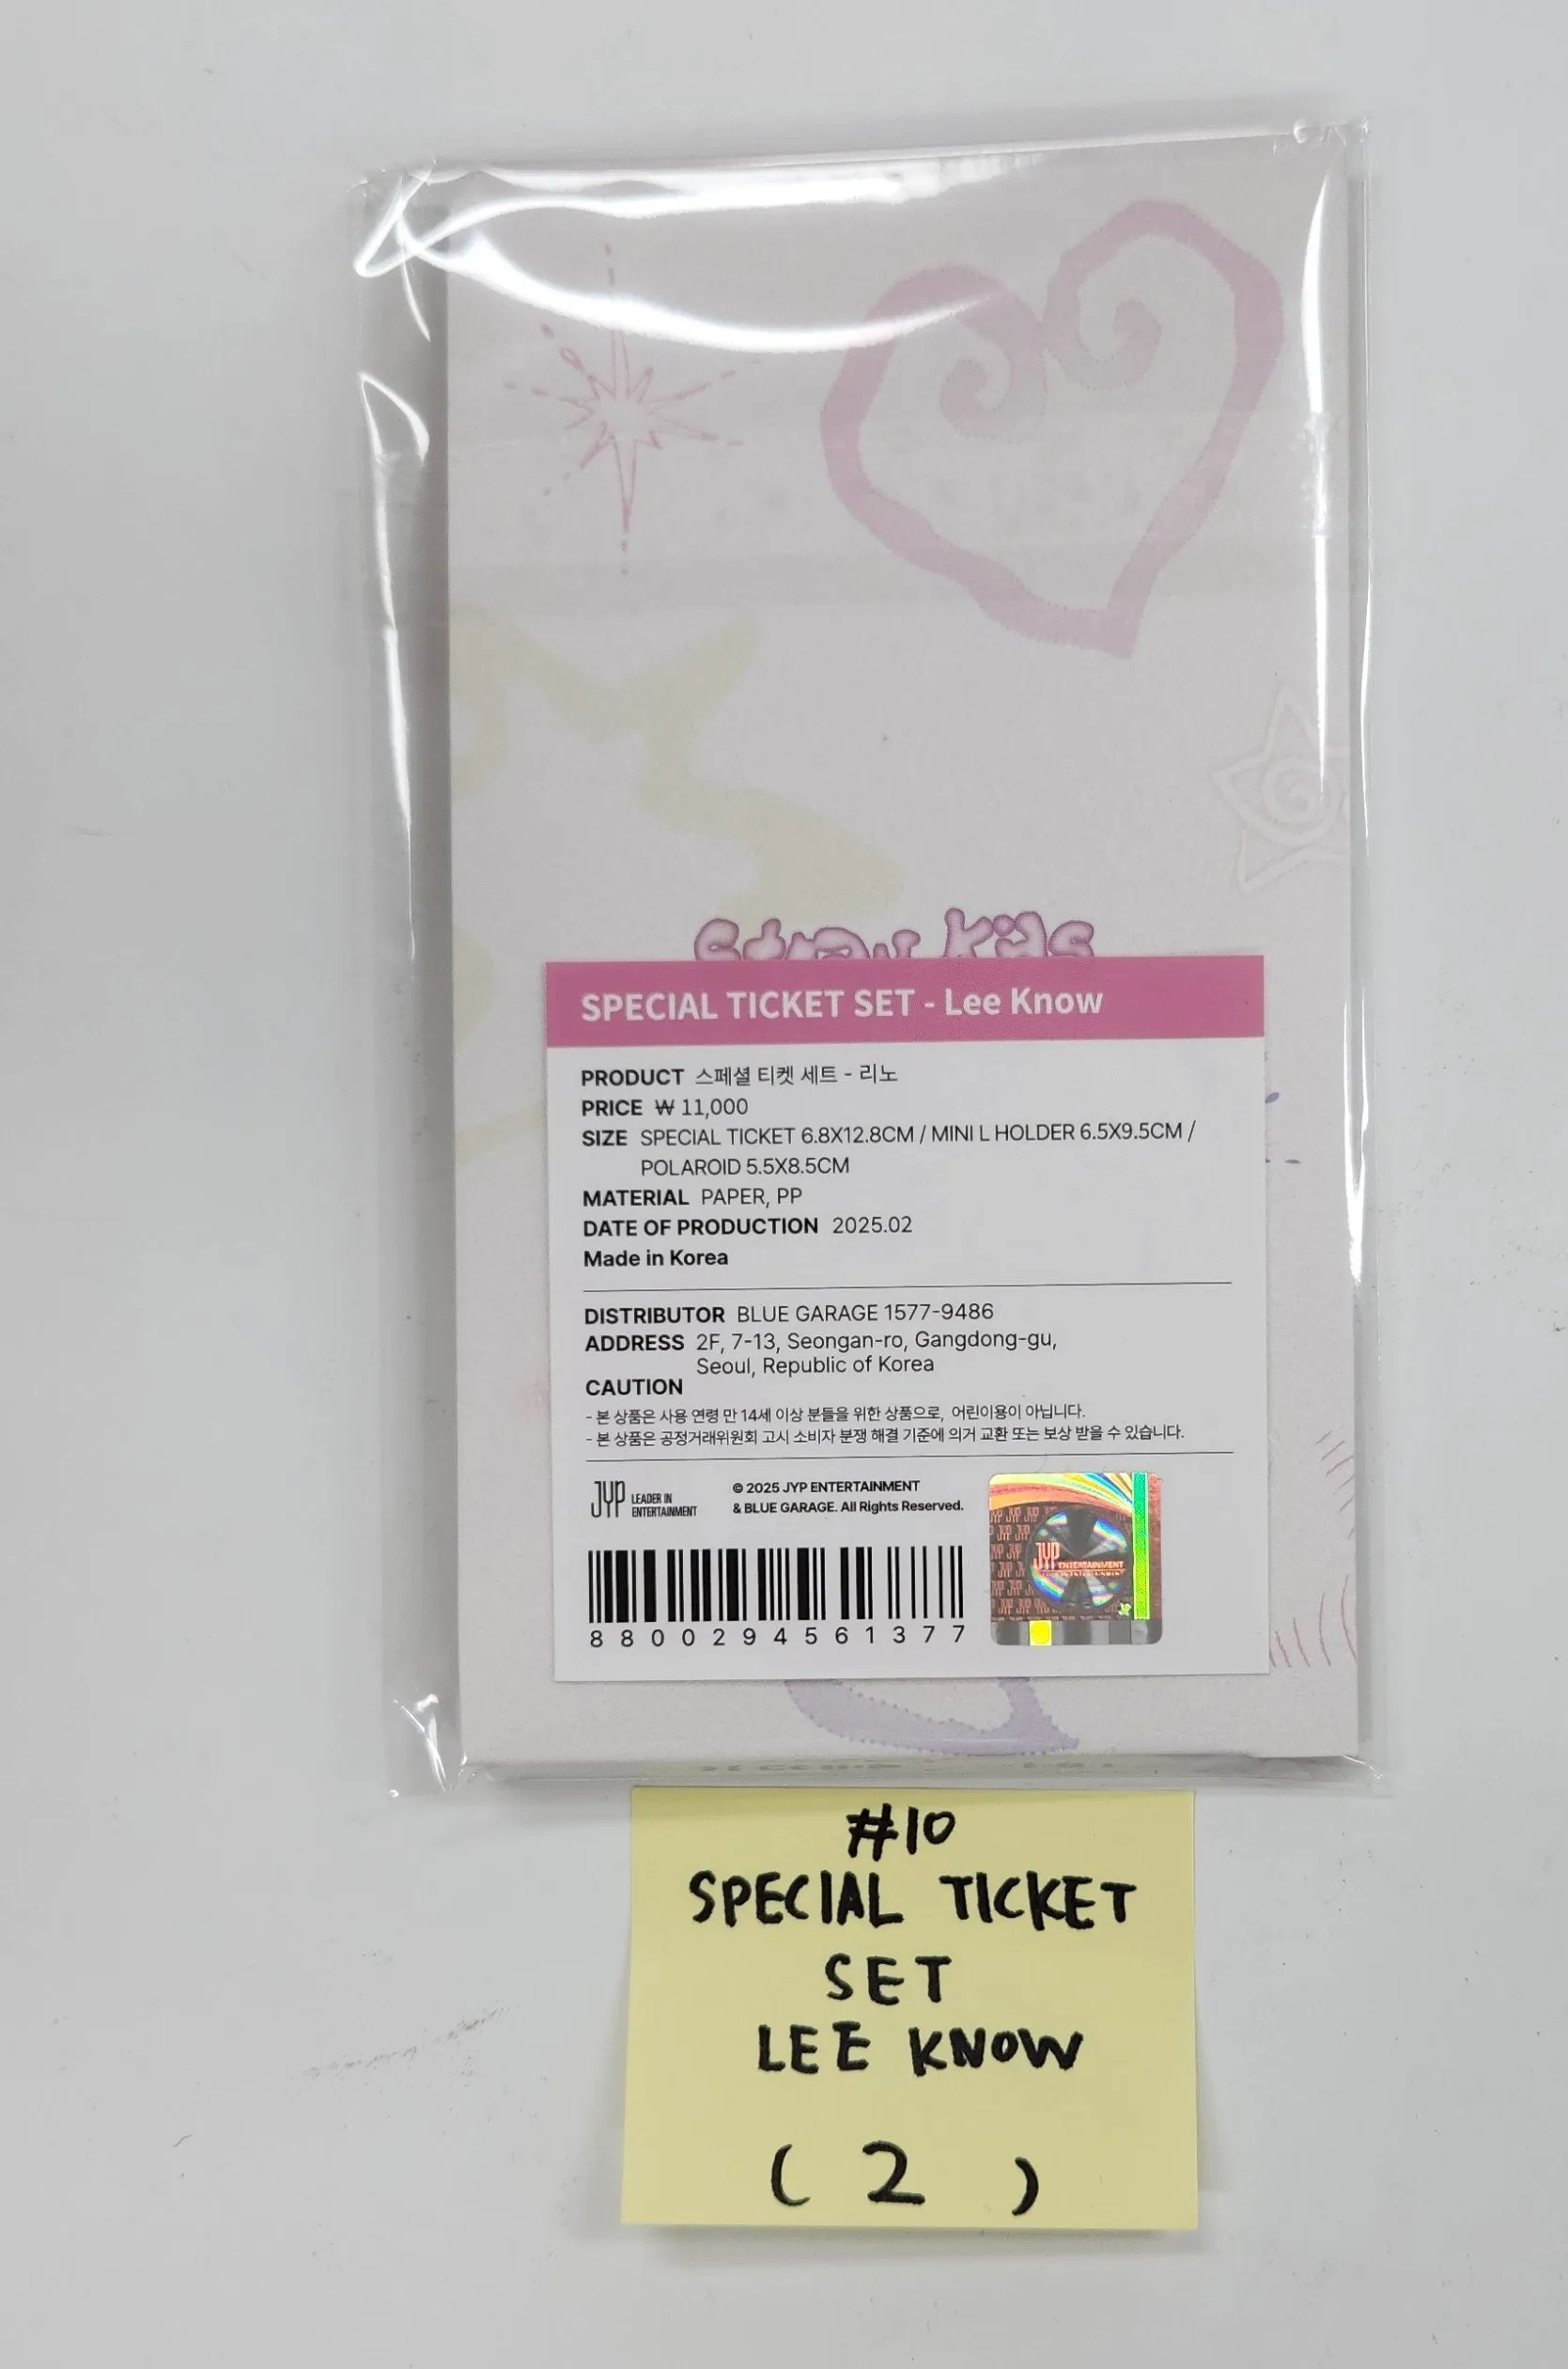 Stray Kids
SPECIAL TICKET SET - Lee Know
PRODUCT 스페셜 티켓 세트 - 리노
PRICE ₩ 11,000
SIZE SPECIAL TICKET 6.8X12.8CM / MINI L HOLDER 6.5X9.5CM /
POLAROID 5.5X8.5CM
MATERIAL PAPER, PP
DATE OF PRODUCTION 2025.02
Made in Korea
DISTRIBUTOR BLUE GARAGE 1577-9486
ADDRESS 2F, 7-13, Seongan-ro, Gangdong-gu,
Seoul, Republic of Korea
CAUTION
- 본 상품은 사용 연령 만 14세 이상 분들을 위한 상품으로, 어린이용이 아닙니다.
- 본 상품은 공정거래위원회 고시 소비자 분쟁 해결 기준에 의거 교환 또는 보상 받을 수 있습니다.
JYP LEADER IN
ENTERTAINMENT
© 2025 JYP ENTERTAINMENT
& BLUE GARAGE. All Rights Reserved.
JYP ENTERTAINMENT
8800294561377
#10
SPECIAL TICKET
SET
LEE KNOW
( 2 )